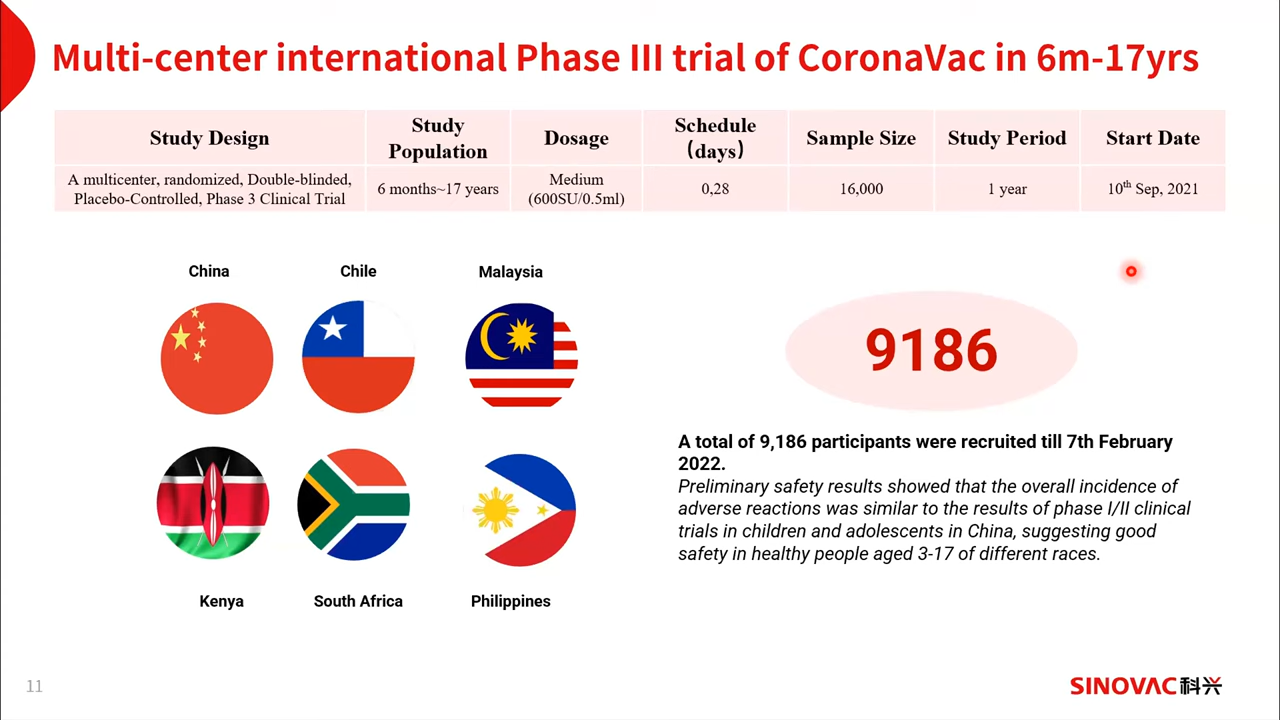 Multi-center international Phase III trial of CoronaVac in 6m-17yrs
Study Design
Study
Population
Dosage
Schedule
（days）
Sample Size
Study Period
Start Date
A multicenter, randomized, Double-blinded,
Placebo-Controlled, Phase 3 Clinical Trial
6 months~17 years
Medium
(600SU/0.5ml)
0,28
16,000
1 year
10th Sep, 2021
China
Chile
Malaysia
Kenya
South Africa
Philippines
9186
A total of 9,186 participants were recruited till 7th February
2022.
Preliminary safety results showed that the overall incidence of
adverse reactions was similar to the results of phase I/II clinical
trials in children and adolescents in China, suggesting good
safety in healthy people aged 3-17 of different races.
11
SINOVAC科兴